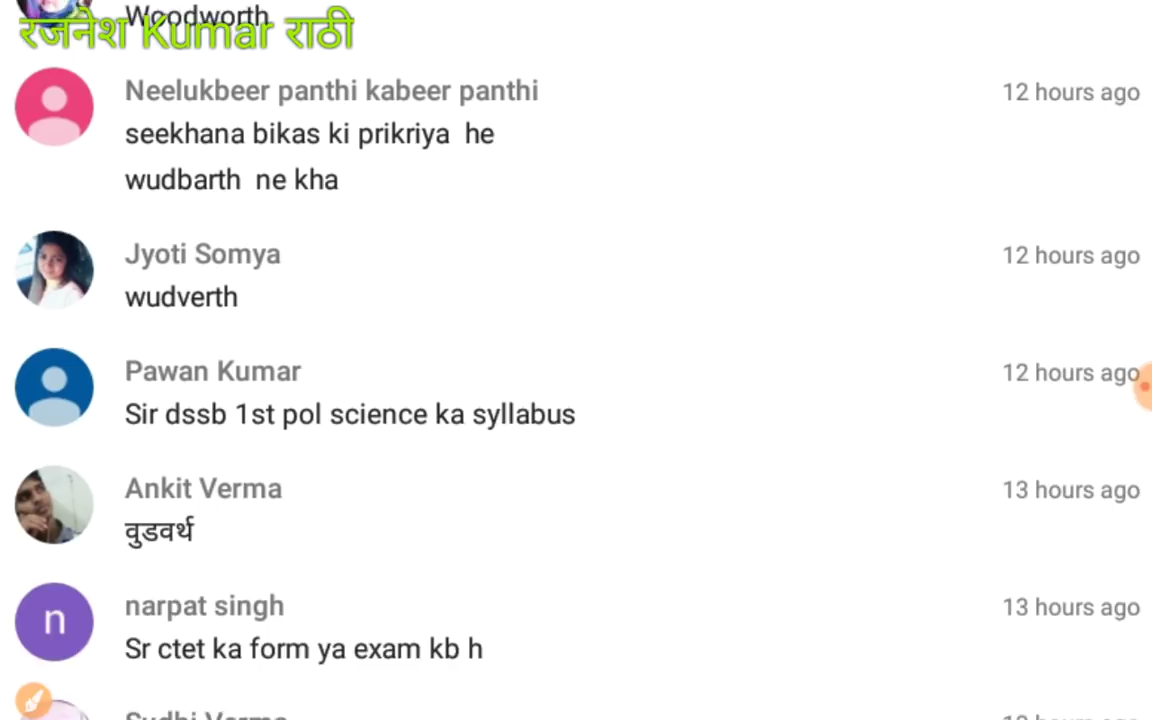 Woodworth
रजनेश Kumar राठी
Neelukbeer panthi kabeer panthi
12 hours ago
seekhana bikas ki prikriya he
wudbarth ne kha
Jyoti Somya
12 hours ago
wudverth
Pawan Kumar
12 hours ago
Sir dssb 1st pol science ka syllabus
Ankit Verma
13 hours ago
वुडवर्थ
n
narpat singh
13 hours ago
Sr ctet ka form ya exam kb h